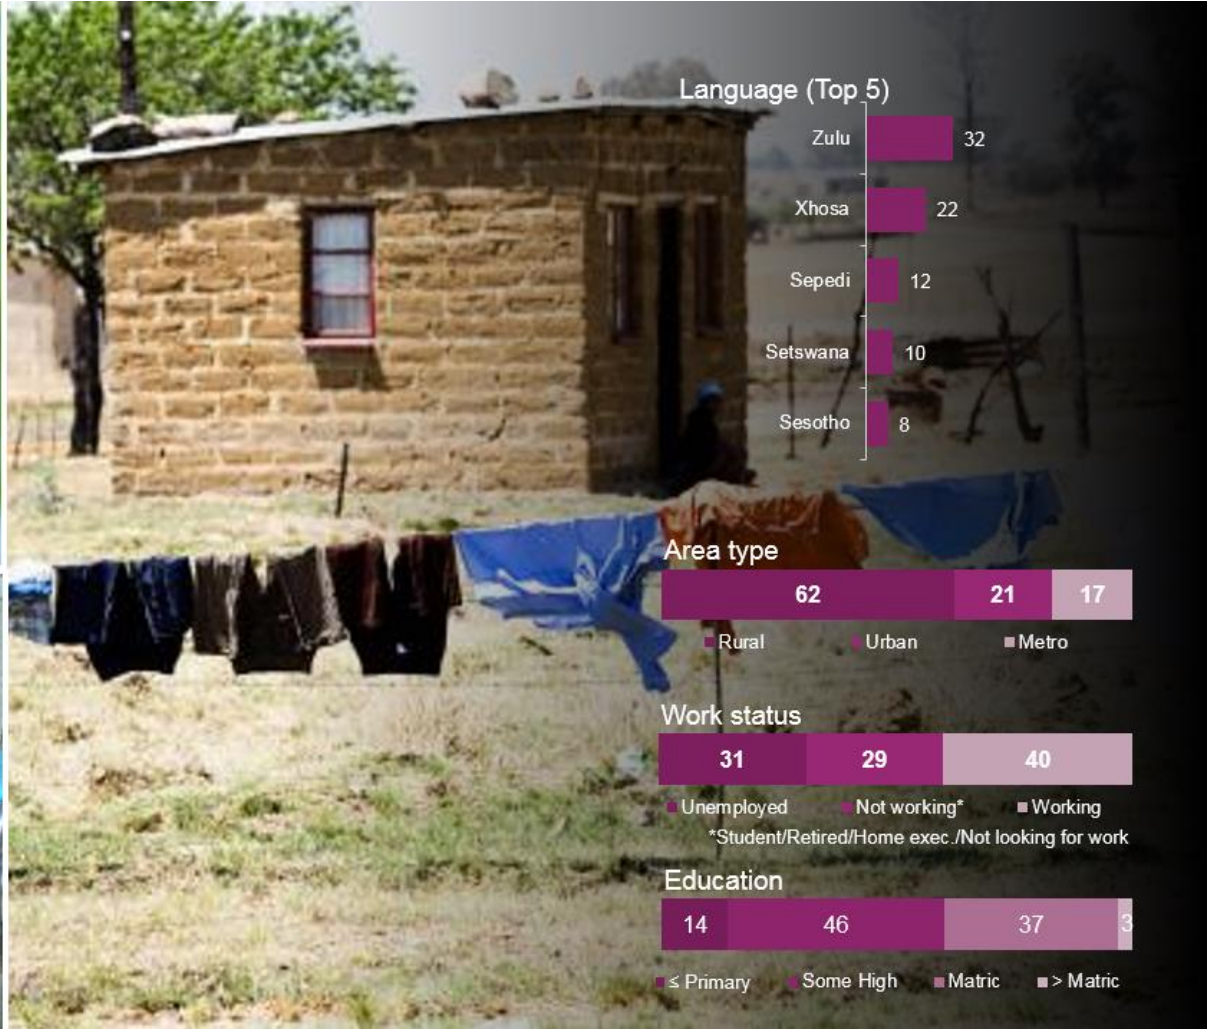 Language (Top 5)
Zulu 32
Xhosa 22
Sepedi 12
Setswana 10
Sesotho 8
Area type
62 21 17
Rural Urban Metro
Work status
31 29 40
Unemployed Not working* Working
*Student/Retired/Home exec./Not looking for work
Education
14 46 37 3
≤ Primary Some High Matric > Matric